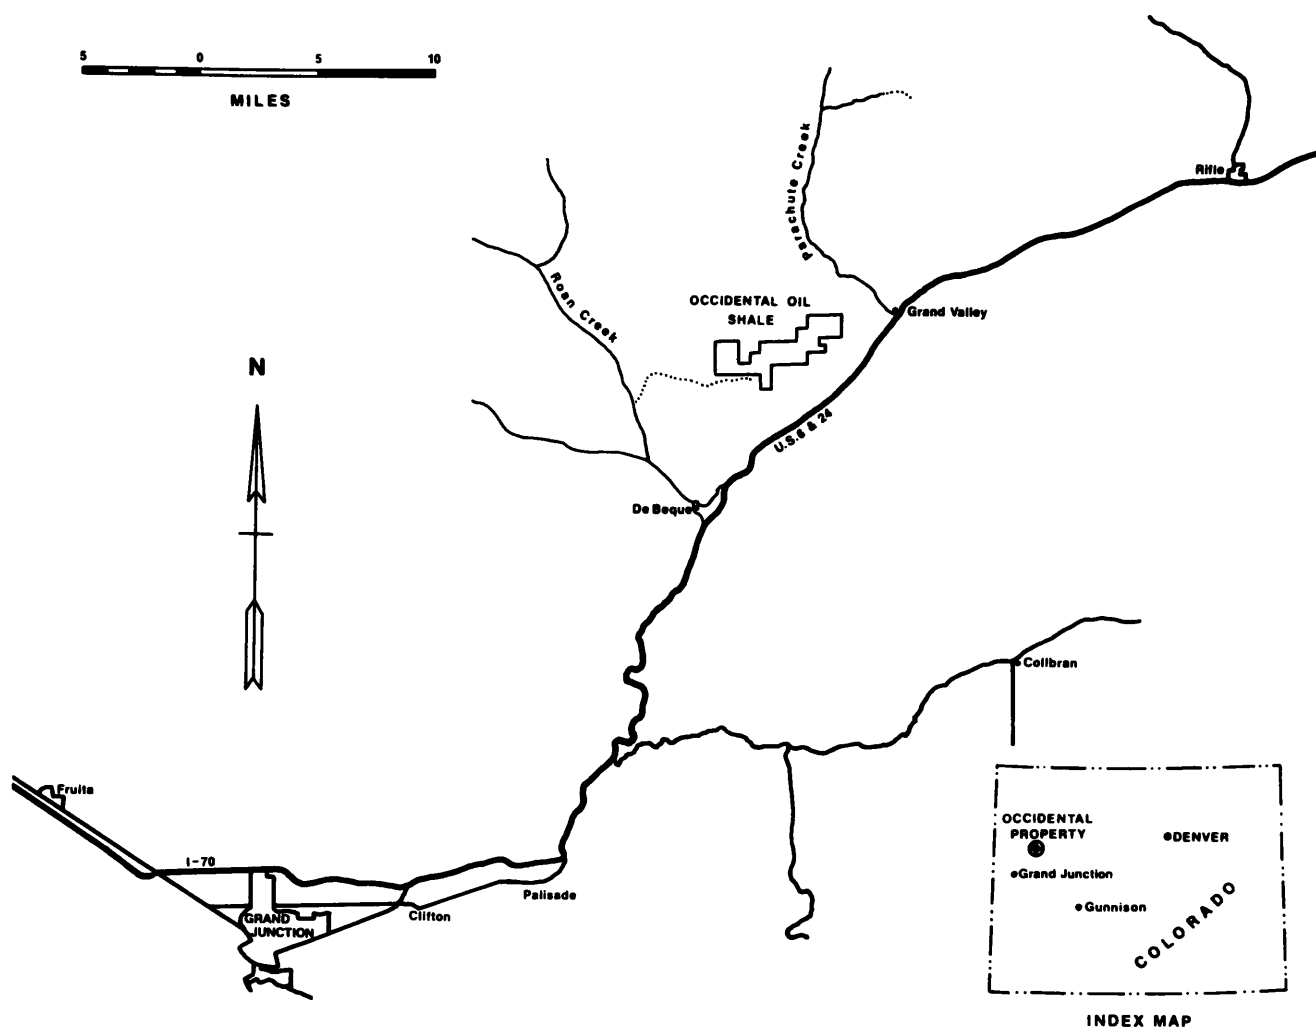 5 0 5 10
MILES
Parachute Creek
Rifle
Roan Creek
OCCIDENTAL OIL
SHALE
Grand Valley
N
U.S.6 & 24
De Beque
Collbran
Fruita
I-70
Palisade
Clifton
GRAND
JUNCTION
OCCIDENTAL
PROPERTY
DENVER
Grand Junction
Gunnison
COLORADO
INDEX MAP